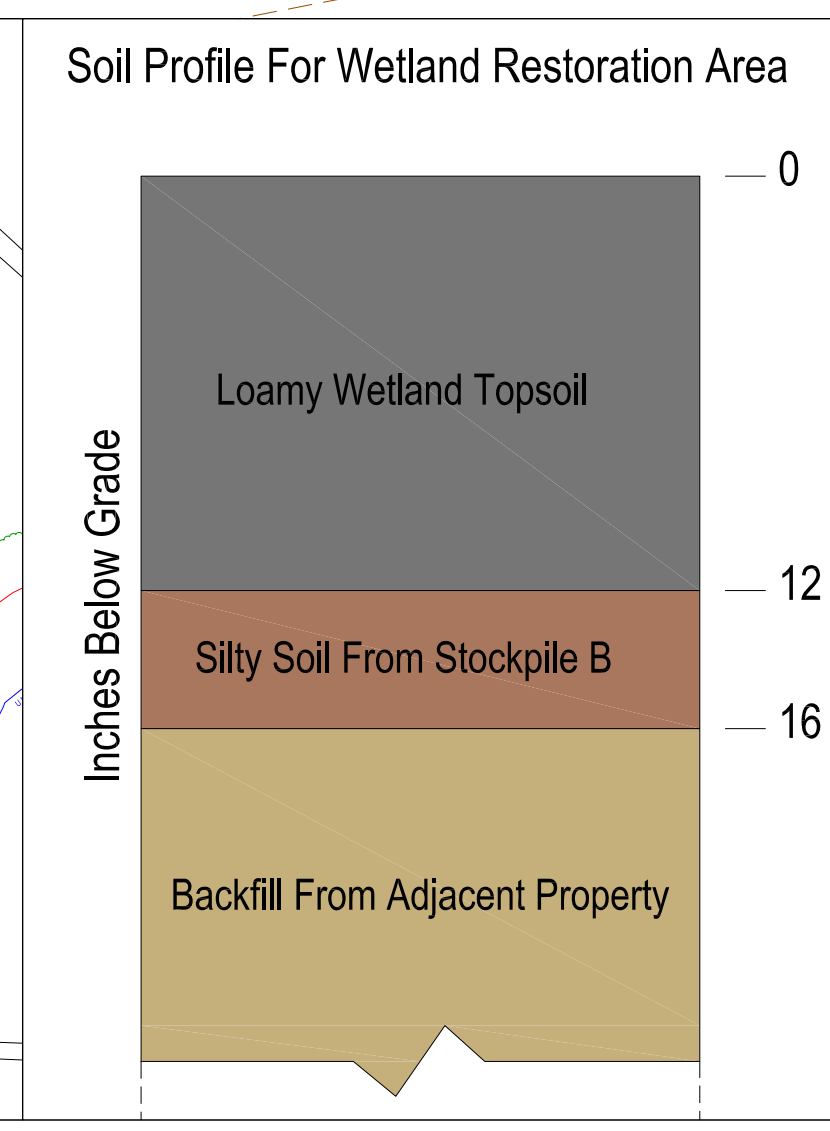 Soil Profile For Wetland Restoration Area
0
Loamy Wetland Topsoil
Inches Below Grade
12
Silty Soil From Stockpile B
16
Backfill From Adjacent Property